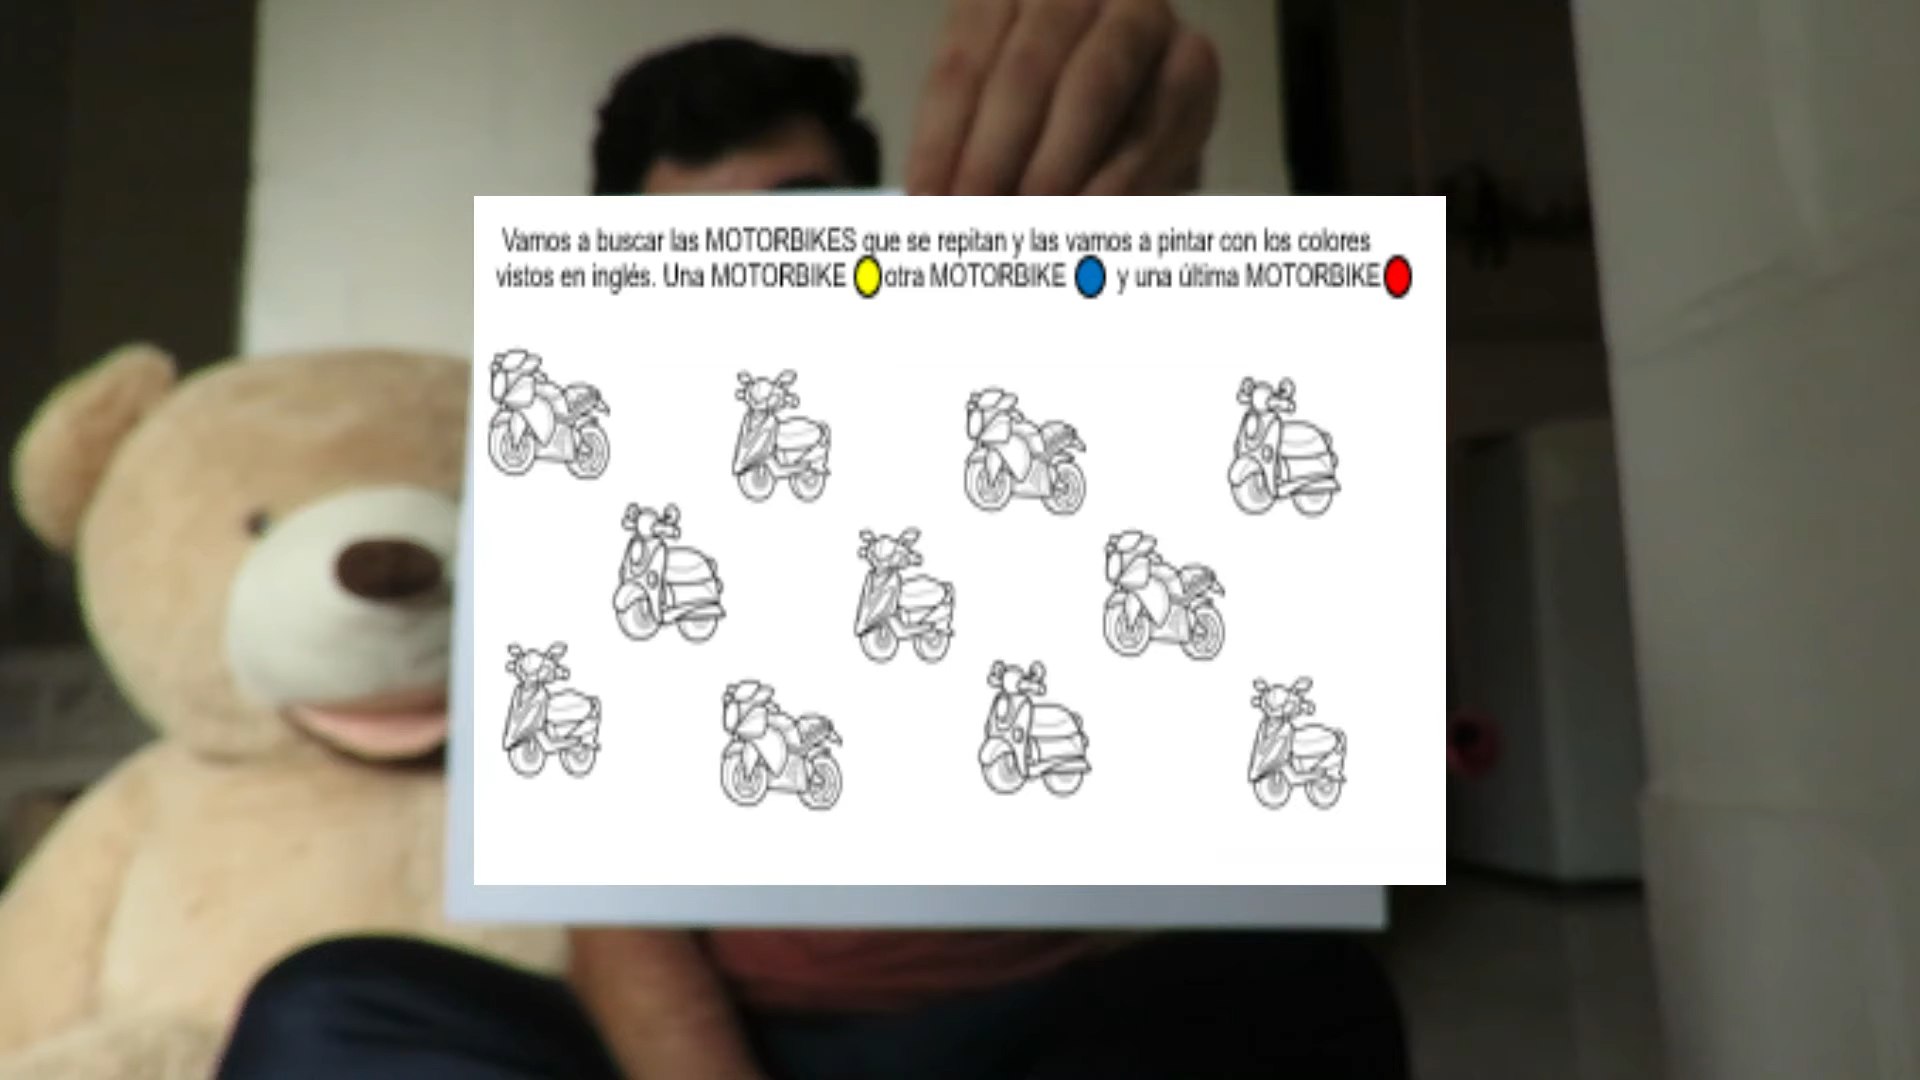 Vamos a buscar las MOTORBIKES que se repitan y las vamos a pintar con los colores
vistos en inglés. Una MOTORBIKE otra MOTORBIKE y una última MOTORBIKE